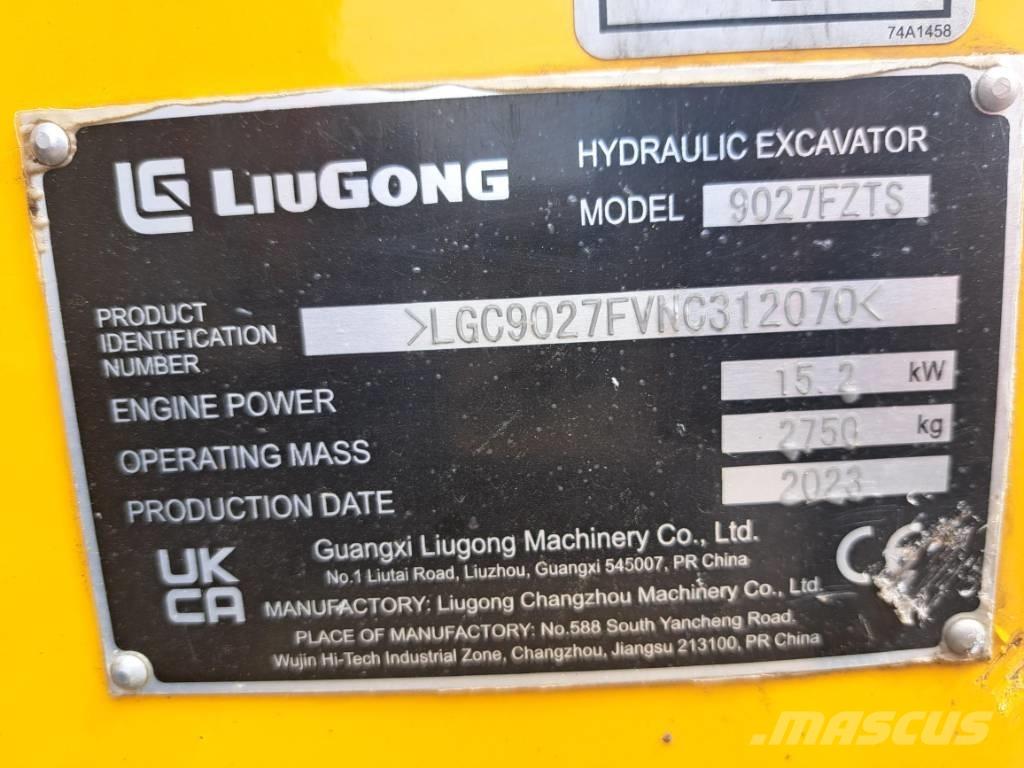 74A1458
LG LIUGONG
HYDRAULIC EXCAVATOR
MODEL 9027FZTS
PRODUCT
IDENTIFICATION
NUMBER
>LGC9027FVNC312070<
ENGINE POWER 15.2 kW
OPERATING MASS 2750 kg
PRODUCTION DATE 2023
UK
CA
Guangxi Liugong Machinery Co., Ltd.
No.1 Liutai Road, Liuzhou, Guangxi 545007, PR China
MANUFACTORY: Liugong Changzhou Machinery Co., Ltd.
PLACE OF MANUFACTORY: No.588 South Yancheng Road.
Wujin Hi-Tech Industrial Zone, Changzhou, Jiangsu 213100, PR China
MASCUS